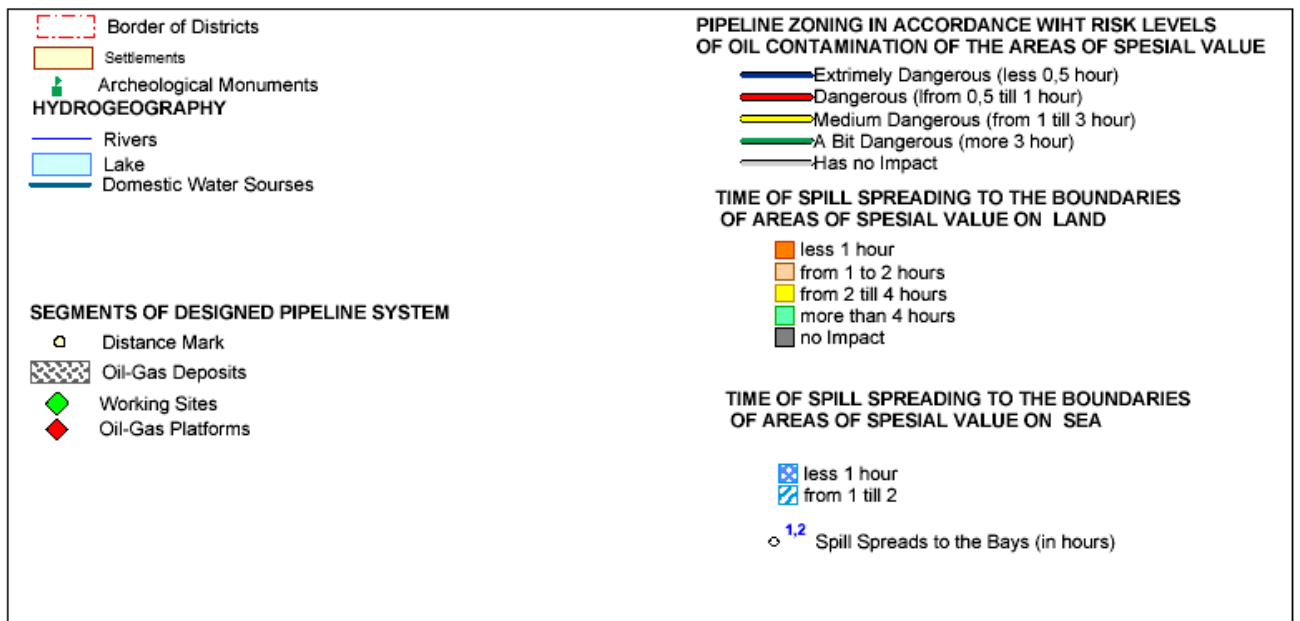 Border of Districts
Settlements
Archeological Monuments
HYDROGEOGRAPHY
Rivers
Lake
Domestic Water Sourses
SEGMENTS OF DESIGNED PIPELINE SYSTEM
Distance Mark
Oil-Gas Deposits
Working Sites
Oil-Gas Platforms
PIPELINE ZONING IN ACCORDANCE WIHT RISK LEVELS
OF OIL CONTAMINATION OF THE AREAS OF SPESIAL VALUE
Extrimely Dangerous (less 0,5 hour)
Dangerous (lfrom 0,5 till 1 hour)
Medium Dangerous (from 1 till 3 hour)
A Bit Dangerous (more 3 hour)
Has no Impact
TIME OF SPILL SPREADING TO THE BOUNDARIES
OF AREAS OF SPESIAL VALUE ON LAND
less 1 hour
from 1 to 2 hours
from 2 till 4 hours
more than 4 hours
no Impact
TIME OF SPILL SPREADING TO THE BOUNDARIES
OF AREAS OF SPESIAL VALUE ON SEA
less 1 hour
from 1 till 2
1,2 Spill Spreads to the Bays (in hours)